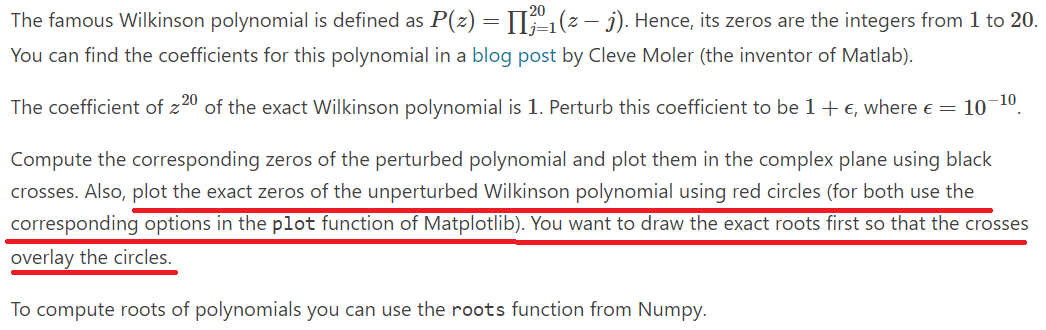 The famous Wilkinson polynomial is defined as P(z) = ∏_{j=1}^{20}(z − j). Hence, its zeros are the integers from 1 to 20.
You can find the coefficients for this polynomial in a blog post by Cleve Moler (the inventor of Matlab).
The coefficient of z^{20} of the exact Wilkinson polynomial is 1. Perturb this coefficient to be 1 + ϵ, where ϵ = 10^{−10}.
Compute the corresponding zeros of the perturbed polynomial and plot them in the complex plane using black
crosses. Also, plot the exact zeros of the unperturbed Wilkinson polynomial using red circles (for both use the
corresponding options in the plot function of Matplotlib). You want to draw the exact roots first so that the crosses
overlay the circles.
To compute roots of polynomials you can use the roots function from Numpy.